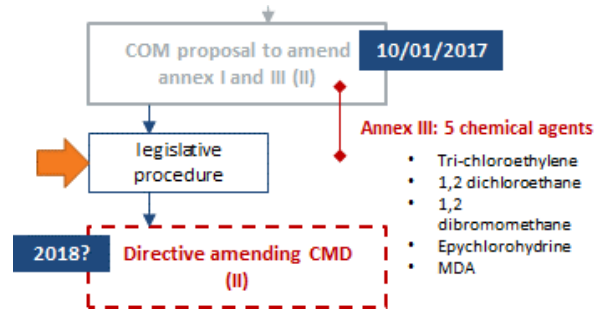 COM proposal to amend
annex I and III (II)
10/01/2017
Annex III: 5 chemical agents
• Tri-chloroethylene
• 1,2 dichloroethane
• 1,2
dibromomethane
• Epychlorohydrine
• MDA
legislative
procedure
2018?
Directive amending CMD
(II)